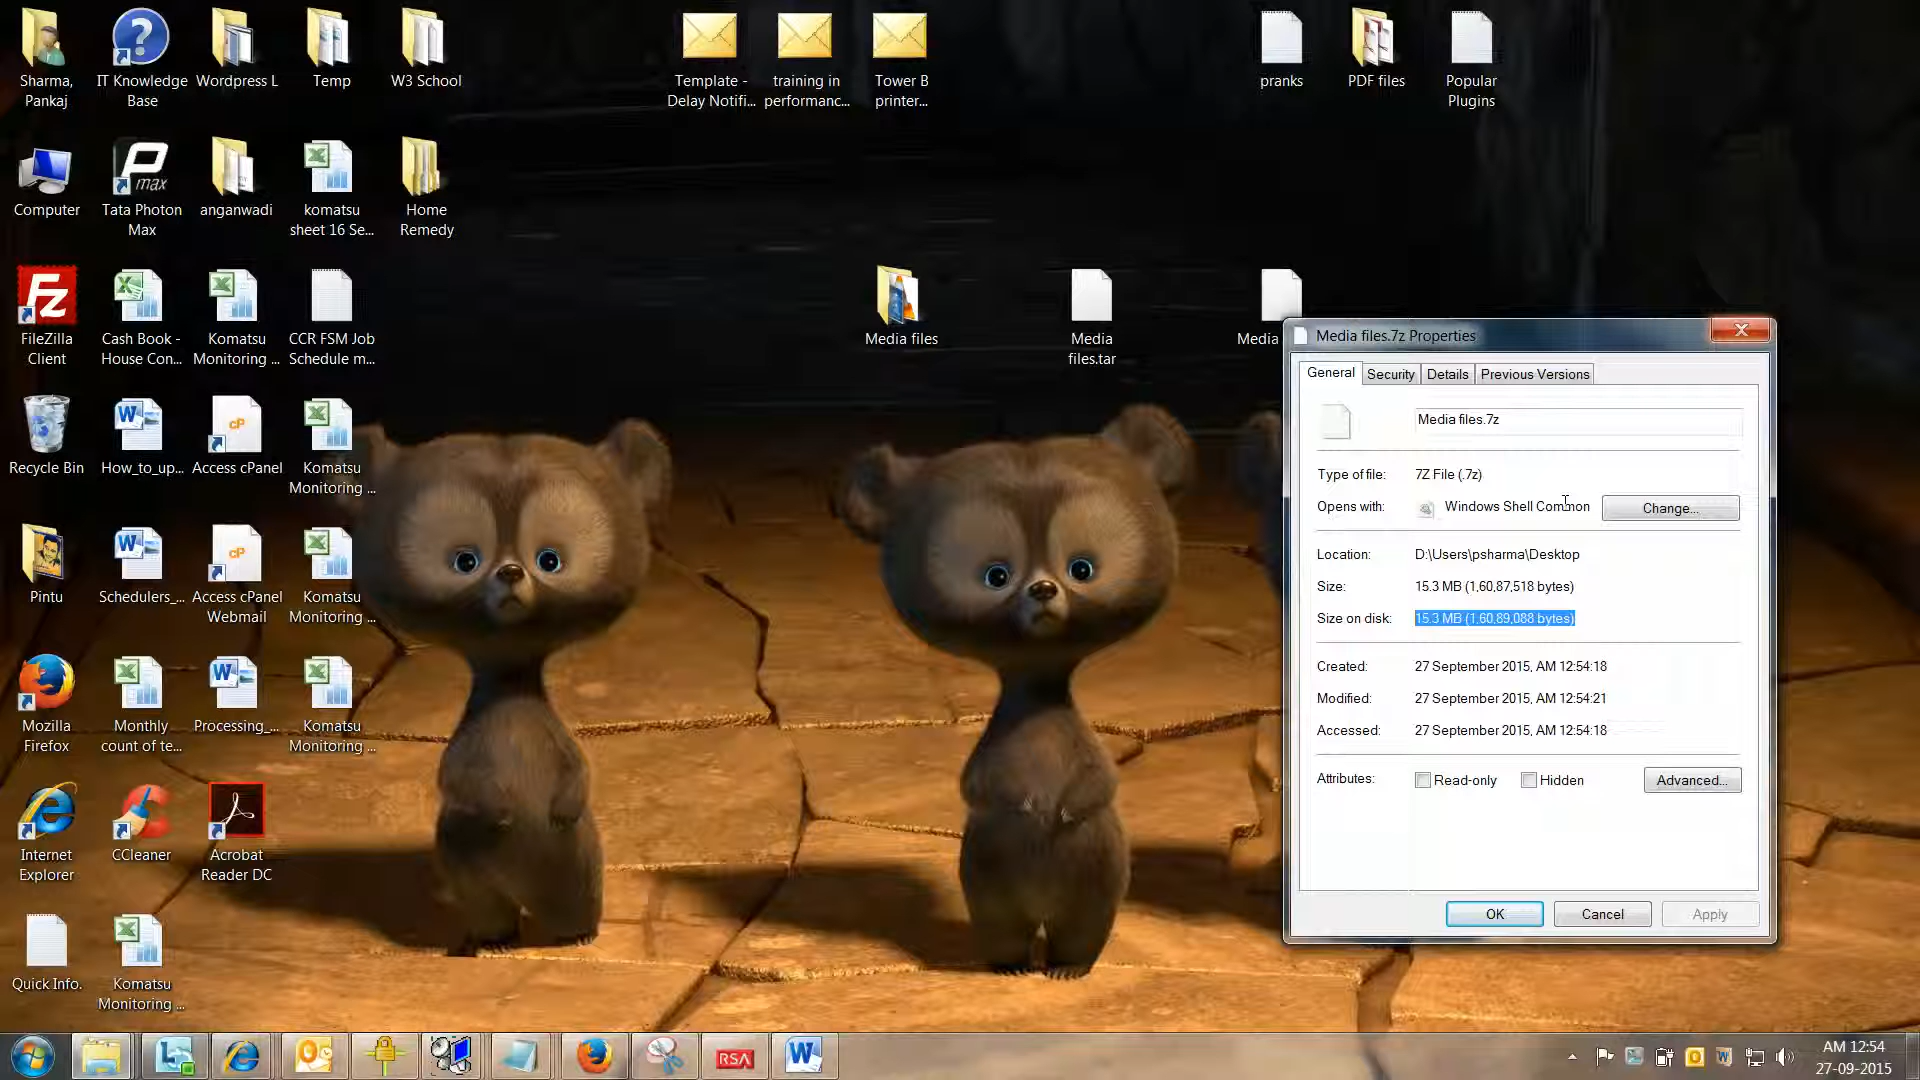 Sharma,
Pankaj
IT Knowledge
Base
Wordpress L
Temp
W3 School
Template -
Delay Notifi...
training in
performanc...
Tower B
printer...
pranks
PDF files
Popular
Plugins
Computer
P
max
Tata Photon
Max
anganwadi
komatsu
sheet 16 Se...
Home
Remedy
Fz
FileZilla
Client
Cash Book -
House Con...
Komatsu
Monitoring ...
CCR FSM Job
Schedule m...
Media files
Media
files.tar
Media
Recycle Bin
How_to_up...
cP
Access cPanel
Komatsu
Monitoring ...
Pintu
Schedulers_...
cP
Access cPanel
Webmail
Komatsu
Monitoring ...
Mozilla
Firefox
Monthly
count of te...
Processing_...
Komatsu
Monitoring ...
Internet
Explorer
CCleaner
Acrobat
Reader DC
Quick Info.
Komatsu
Monitoring ...
Media files.7z Properties
General
Security
Details
Previous Versions
Media files.7z
Type of file:
7Z File (.7z)
Opens with:
Windows Shell Common
Change...
Location:
D:\Users\psharma\Desktop
Size:
15.3 MB (1,60,87,518 bytes)
Size on disk:
15.3 MB (1,60,89,088 bytes)
Created:
27 September 2015, AM 12:54:18
Modified:
27 September 2015, AM 12:54:21
Accessed:
27 September 2015, AM 12:54:18
Attributes:
Read-only
Hidden
Advanced...
OK
Cancel
Apply
RSA
AM 12:54
27-09-2015